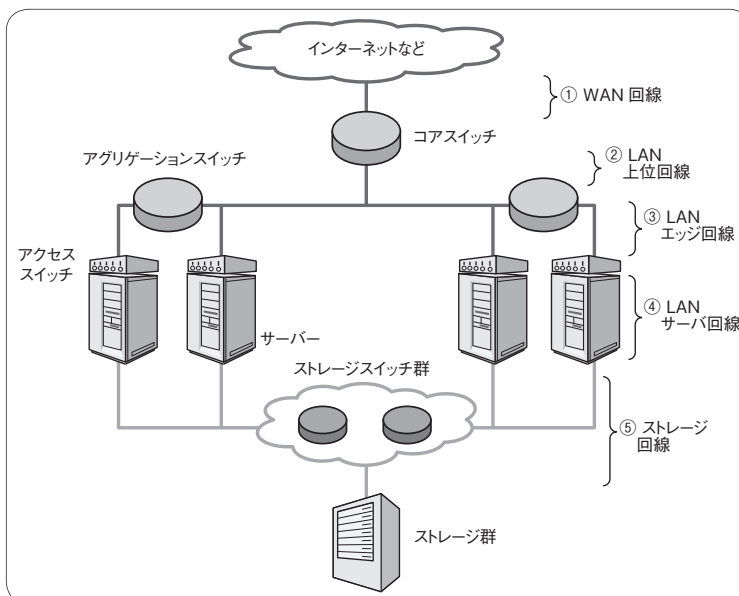 インターネットなど
① WAN 回線
コアスイッチ
② LAN
上位回線
アグリゲーションスイッチ
③ LAN
エッジ回線
アクセス
スイッチ
④ LAN
サーバ回線
サーバー
ストレージスイッチ群
⑤ ストレージ
回線
ストレージ群